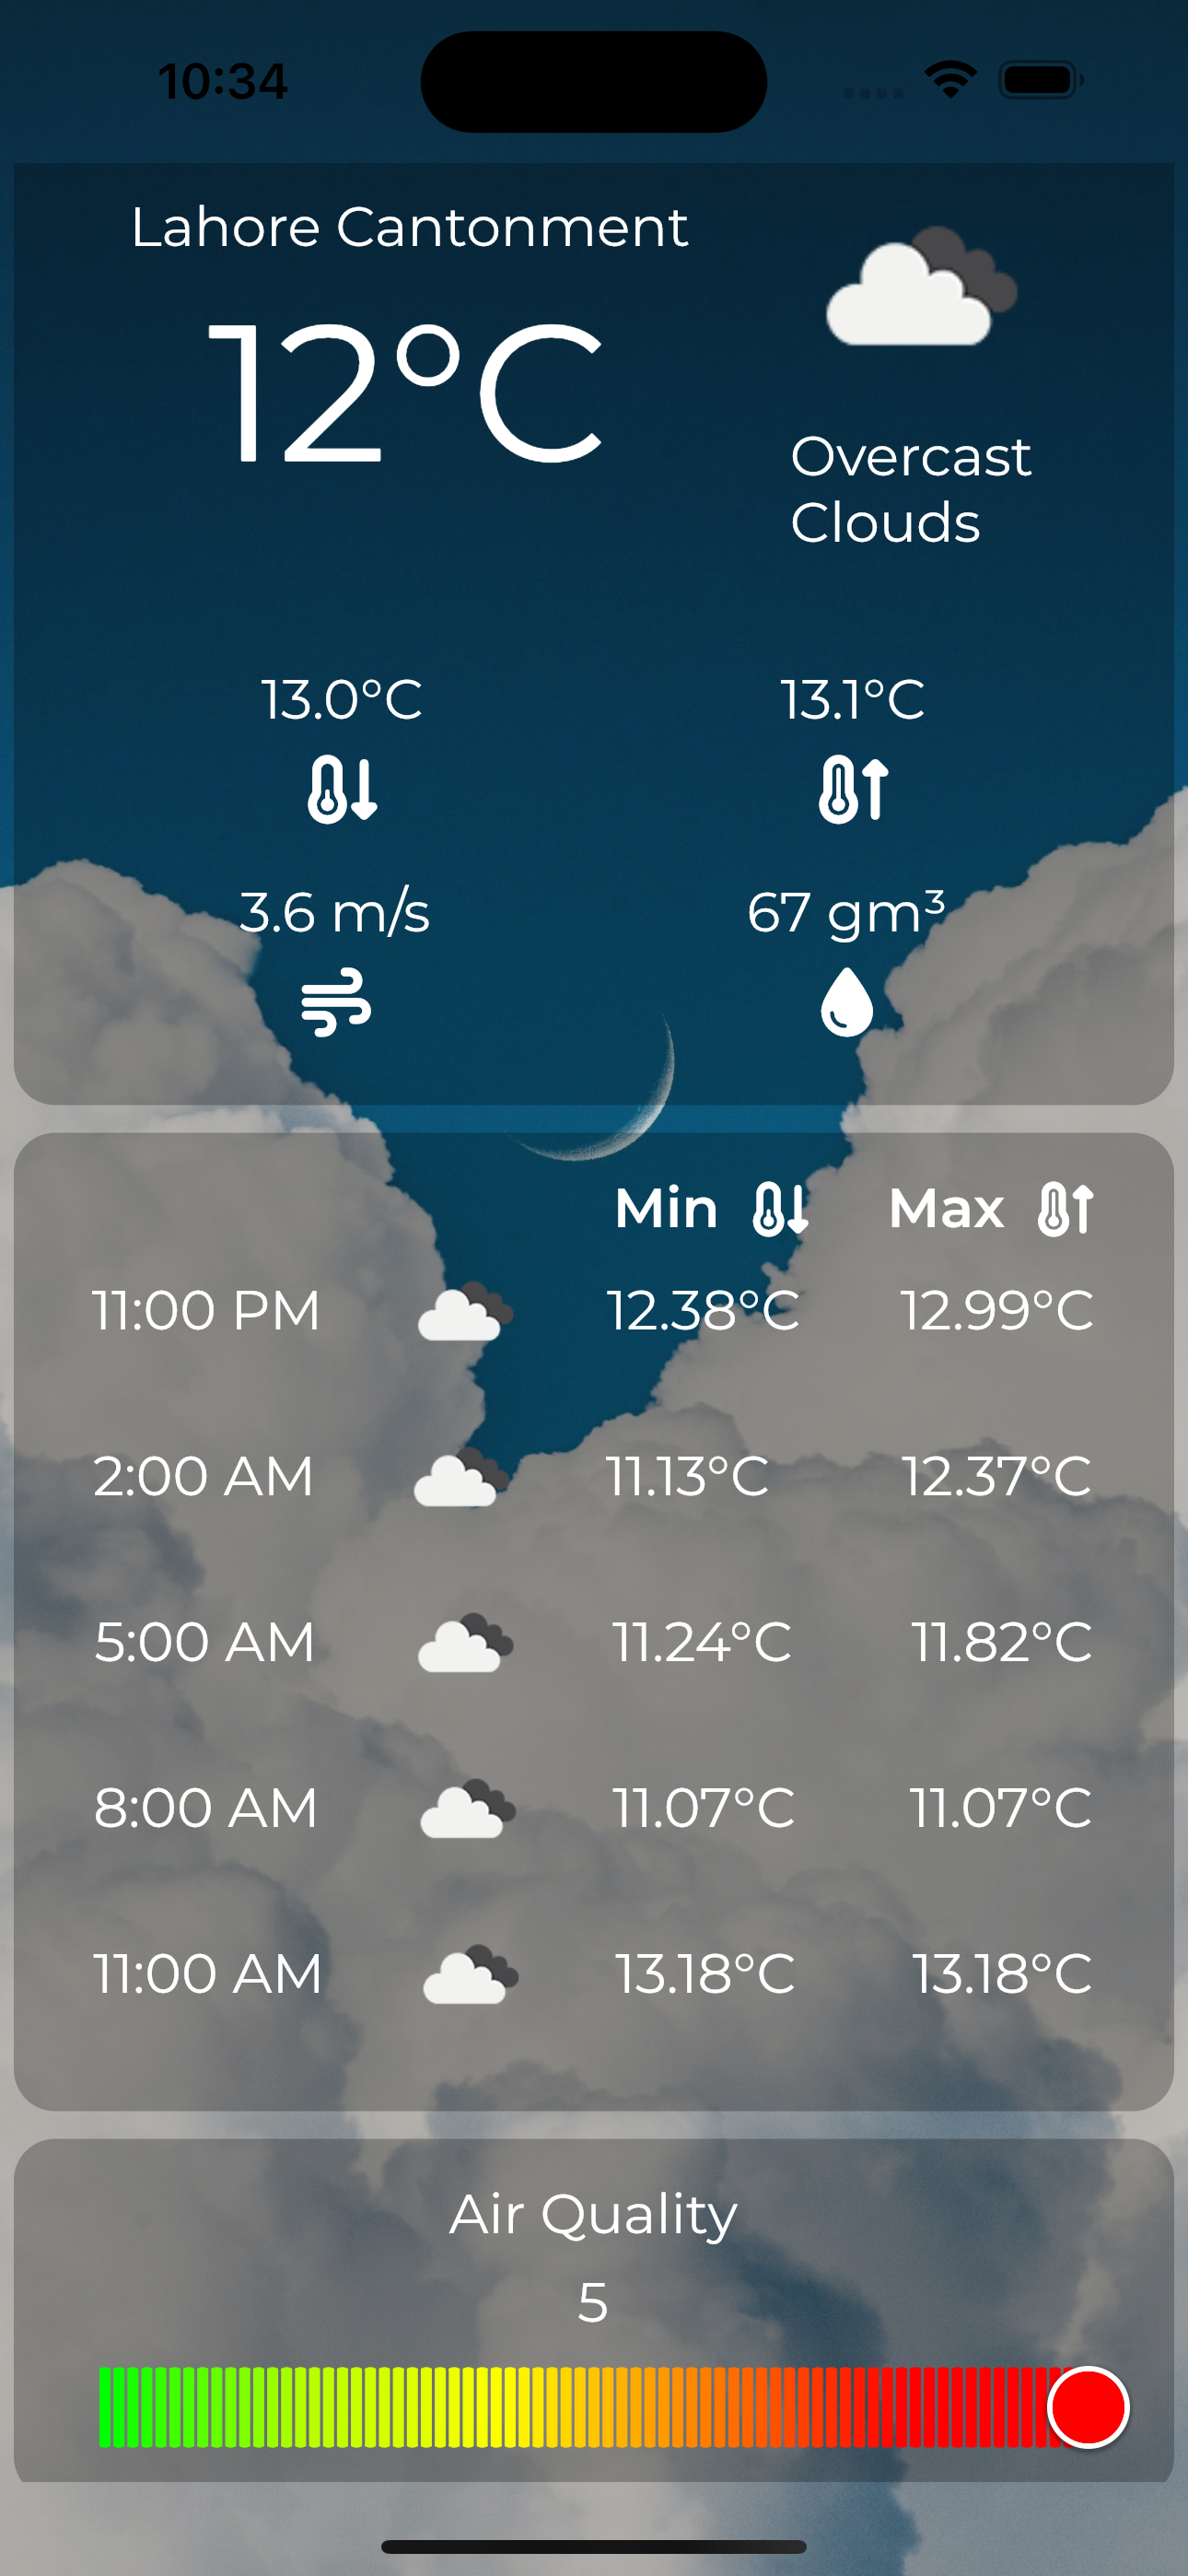 10:34
Lahore Cantonment
12°C
Overcast
Clouds
13.0°C 13.1°C
3.6 m/s 67 gm³
Min Max
11:00 PM 12.38°C 12.99°C
2:00 AM 11.13°C 12.37°C
5:00 AM 11.24°C 11.82°C
8:00 AM 11.07°C 11.07°C
11:00 AM 13.18°C 13.18°C
Air Quality
5